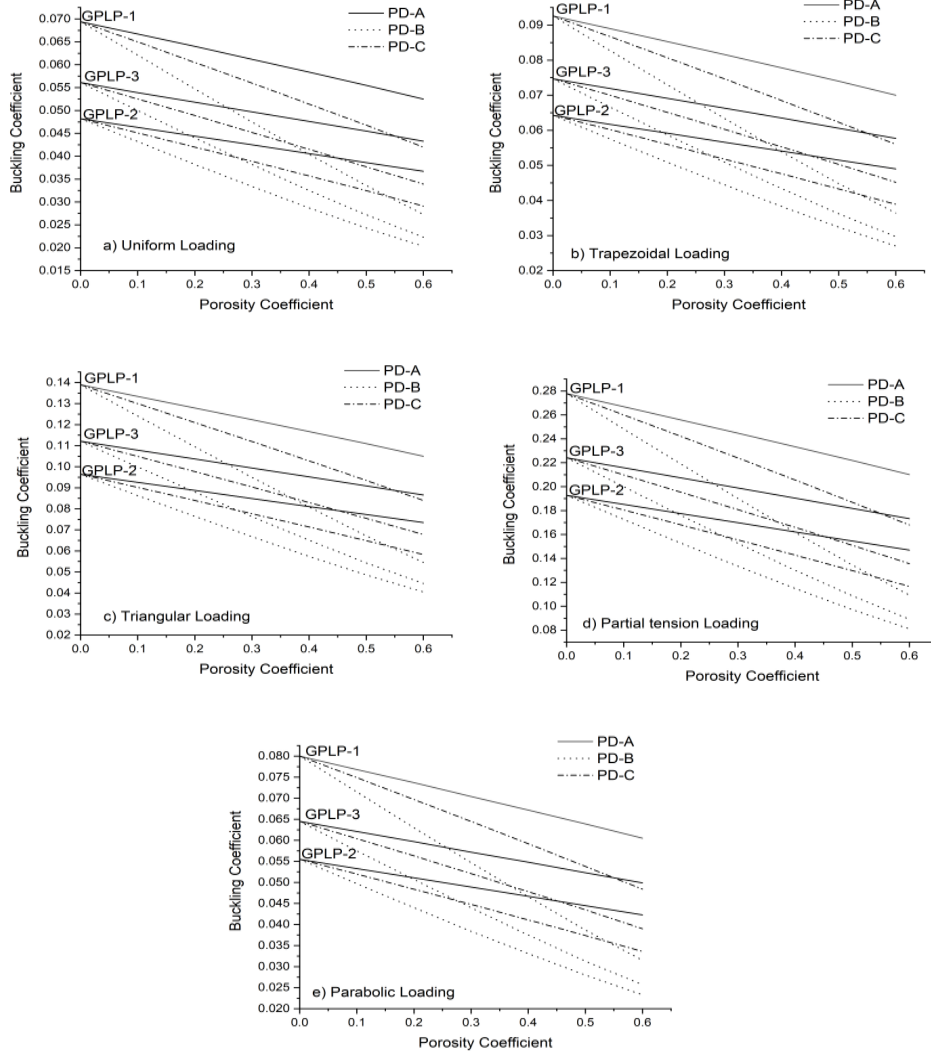 PD-A
PD-B
PD-C
GPLP-1
GPLP-3
GPLP-2
0.070
0.065
0.060
0.055
0.050
0.045
0.040
0.035
0.030
0.025
0.020
0.015
Buckling Coefficient
a) Uniform Loading
0.0 0.1 0.2 0.3 0.4 0.5 0.6
Porosity Coefficient
PD-A
PD-B
PD-C
GPLP-1
GPLP-3
GPLP-2
0.09
0.08
0.07
0.06
0.05
0.04
0.03
0.02
Buckling Coefficient
b) Trapezoidal Loading
0.0 0.1 0.2 0.3 0.4 0.5 0.6
Porosity Coefficient
PD-A
PD-B
PD-C
GPLP-1
GPLP-3
GPLP-2
0.14
0.13
0.12
0.11
0.10
0.09
0.08
0.07
0.06
0.05
0.04
0.03
0.02
Buckling Coefficient
c) Triangular Loading
0.0 0.1 0.2 0.3 0.4 0.5 0.6
Porosity Coefficient
PD-A
PD-B
PD-C
GPLP-1
GPLP-3
GPLP-2
0.28
0.26
0.24
0.22
0.20
0.18
0.16
0.14
0.12
0.10
0.08
Buckling Coefficient
d) Partial tension Loading
0.0 0.1 0.2 0.3 0.4 0.5 0.6
Porosity Coefficient
PD-A
PD-B
PD-C
GPLP-1
GPLP-3
GPLP-2
0.080
0.075
0.070
0.065
0.060
0.055
0.050
0.045
0.040
0.035
0.030
0.025
0.020
Buckling Coefficient
e) Parabolic Loading
0.0 0.1 0.2 0.3 0.4 0.5 0.6
Porosity Coefficient